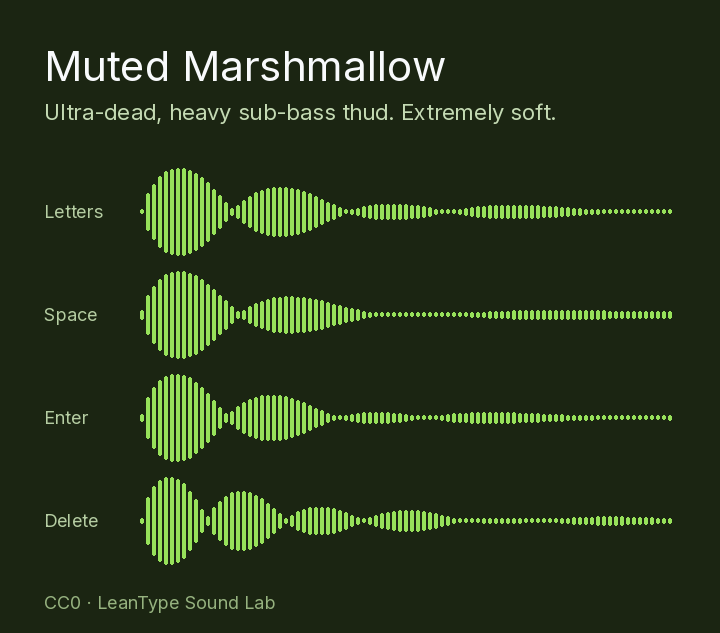 Muted Marshmallow
Ultra-dead, heavy sub-bass thud. Extremely soft.
Letters
Space
Enter
Delete
CC0 · LeanType Sound Lab